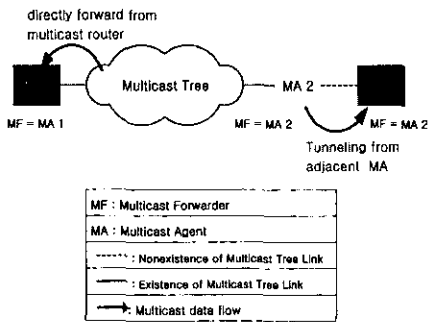 directly forward from
multicast router
Multicast Tree
MA 2
MF = MA 1
MF = MA 2
MF = MA 2
Tunneling from
adjacent MA
MF : Multicast Forwarder
MA : Multicast Agent
: Nonexistence of Multicast Tree Link
: Existence of Multicast Tree Link
: Multicast data flow